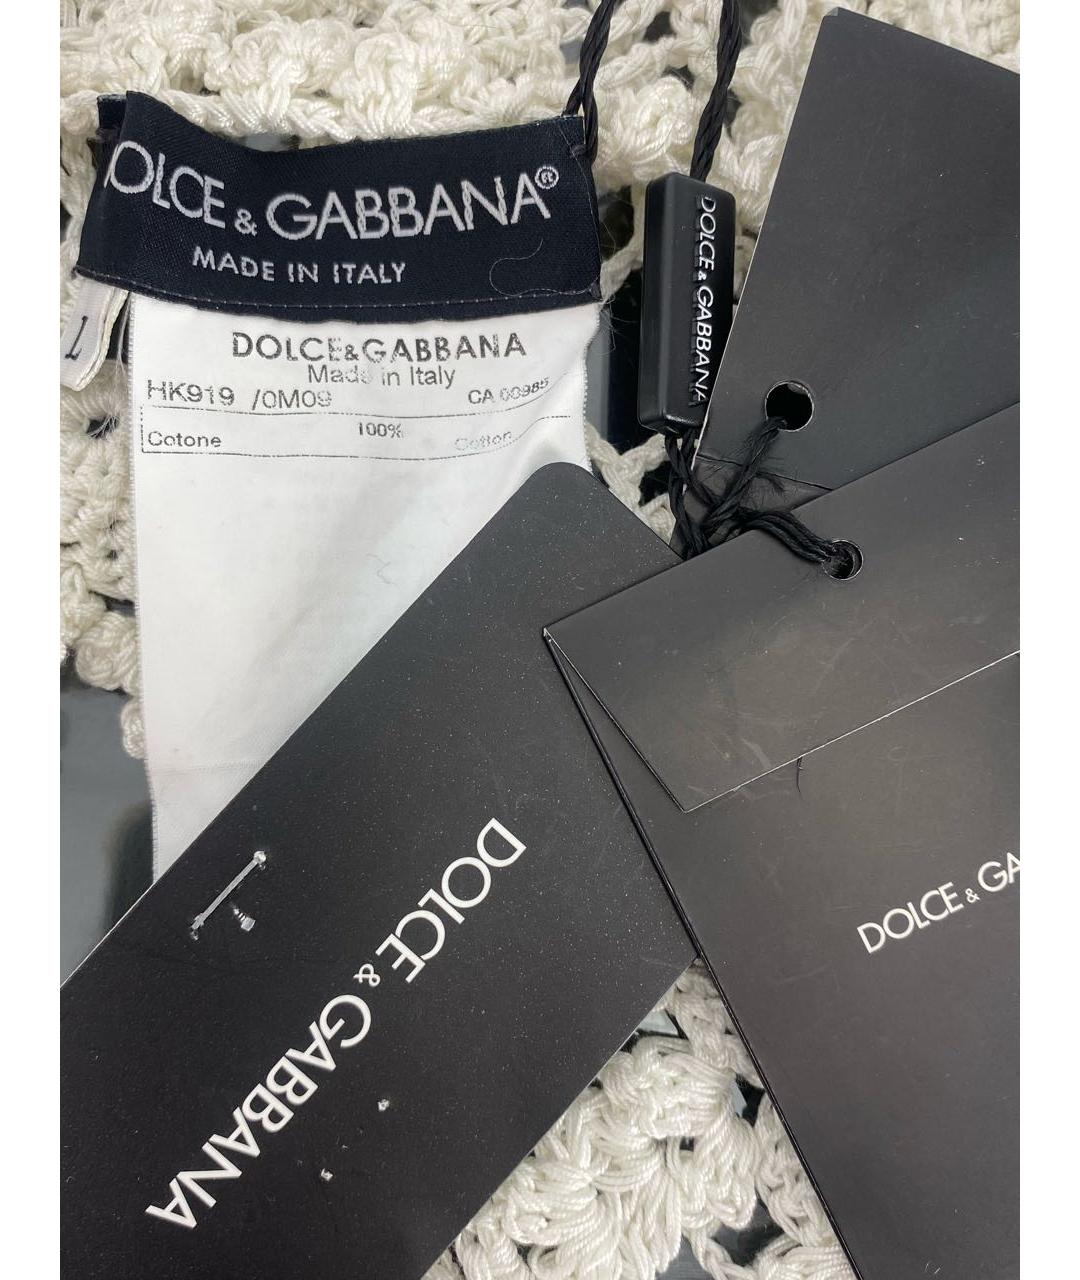 DOLCE & GABBANA®
MADE IN ITALY
L
DOLCE&GABBANA
Made in Italy
HK919 /0M09 CA 00985
Cotone 100% Cotton
DOLCE & GABBANA
DOLCE & GABBANA
DOLCE & GA